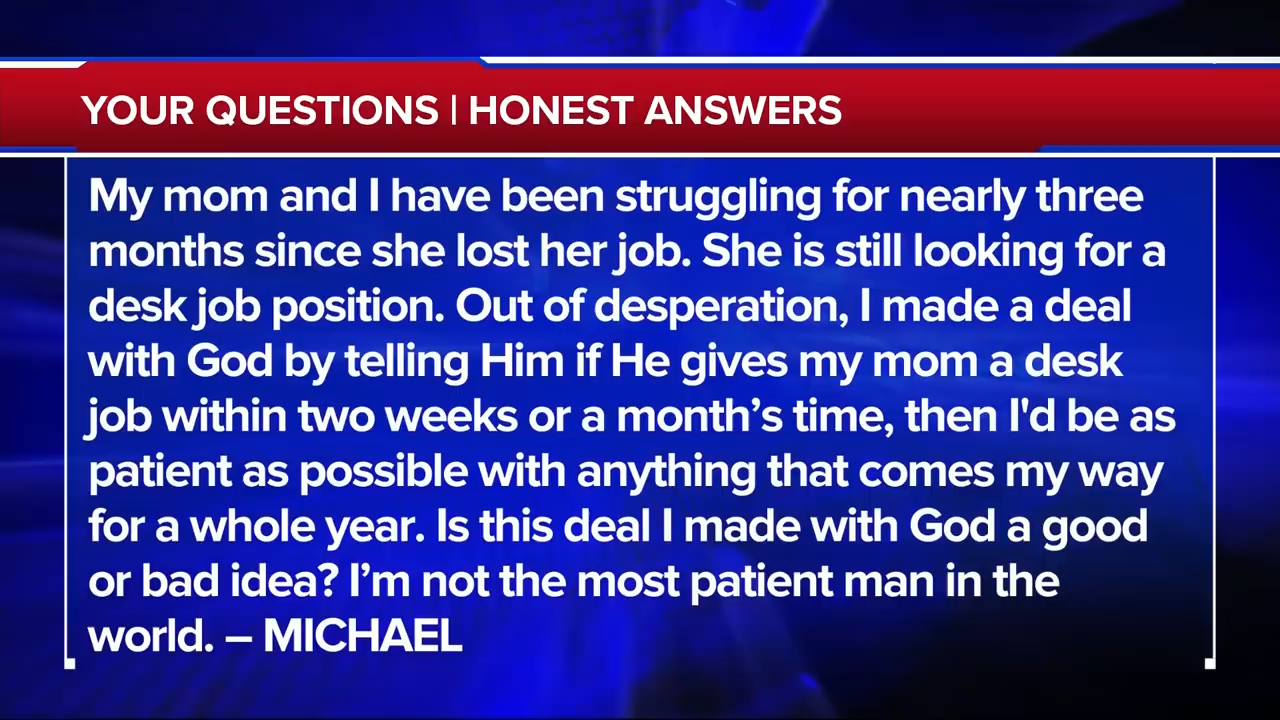 YOUR QUESTIONS | HONEST ANSWERS
My mom and I have been struggling for nearly three
months since she lost her job. She is still looking for a
desk job position. Out of desperation, I made a deal
with God by telling Him if He gives my mom a desk
job within two weeks or a month’s time, then I'd be as
patient as possible with anything that comes my way
for a whole year. Is this deal I made with God a good
or bad idea? I’m not the most patient man in the
world. – MICHAEL